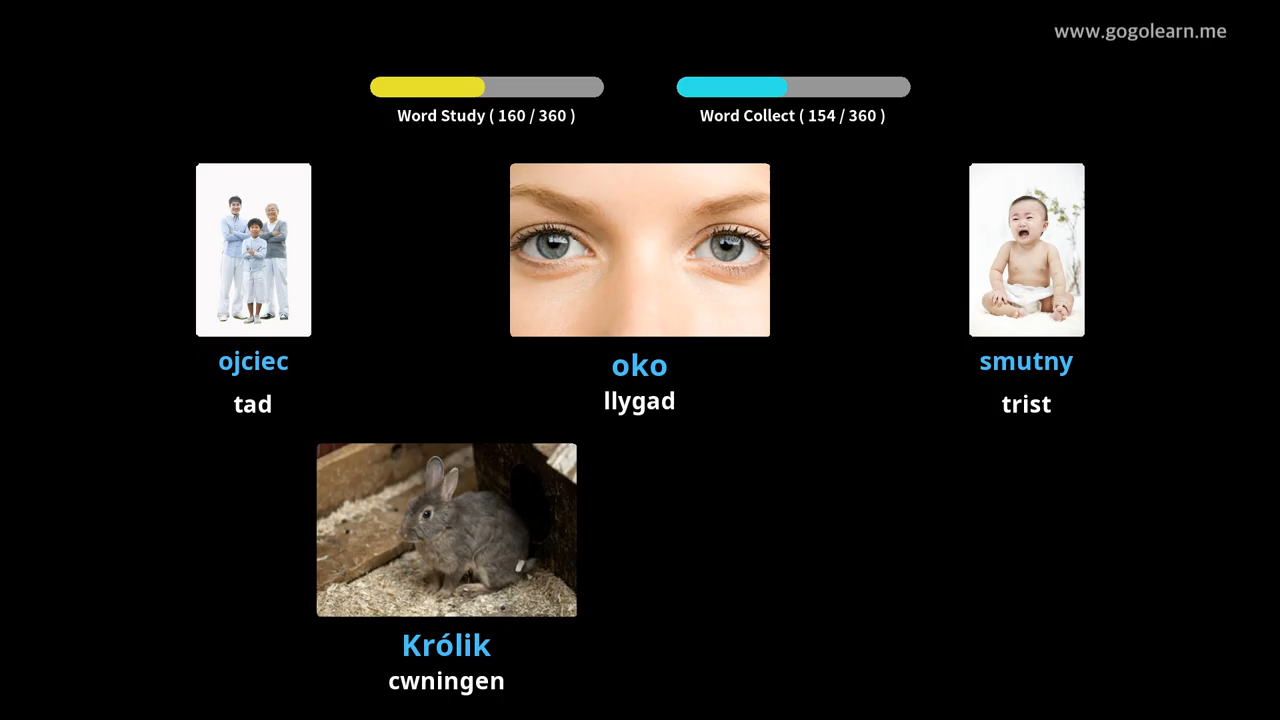 www.gogolearn.me
Word Study ( 160 / 360 )
Word Collect ( 154 / 360 )
ojciec
tad
oko
llygad
smutny
trist
Królik
cwningen